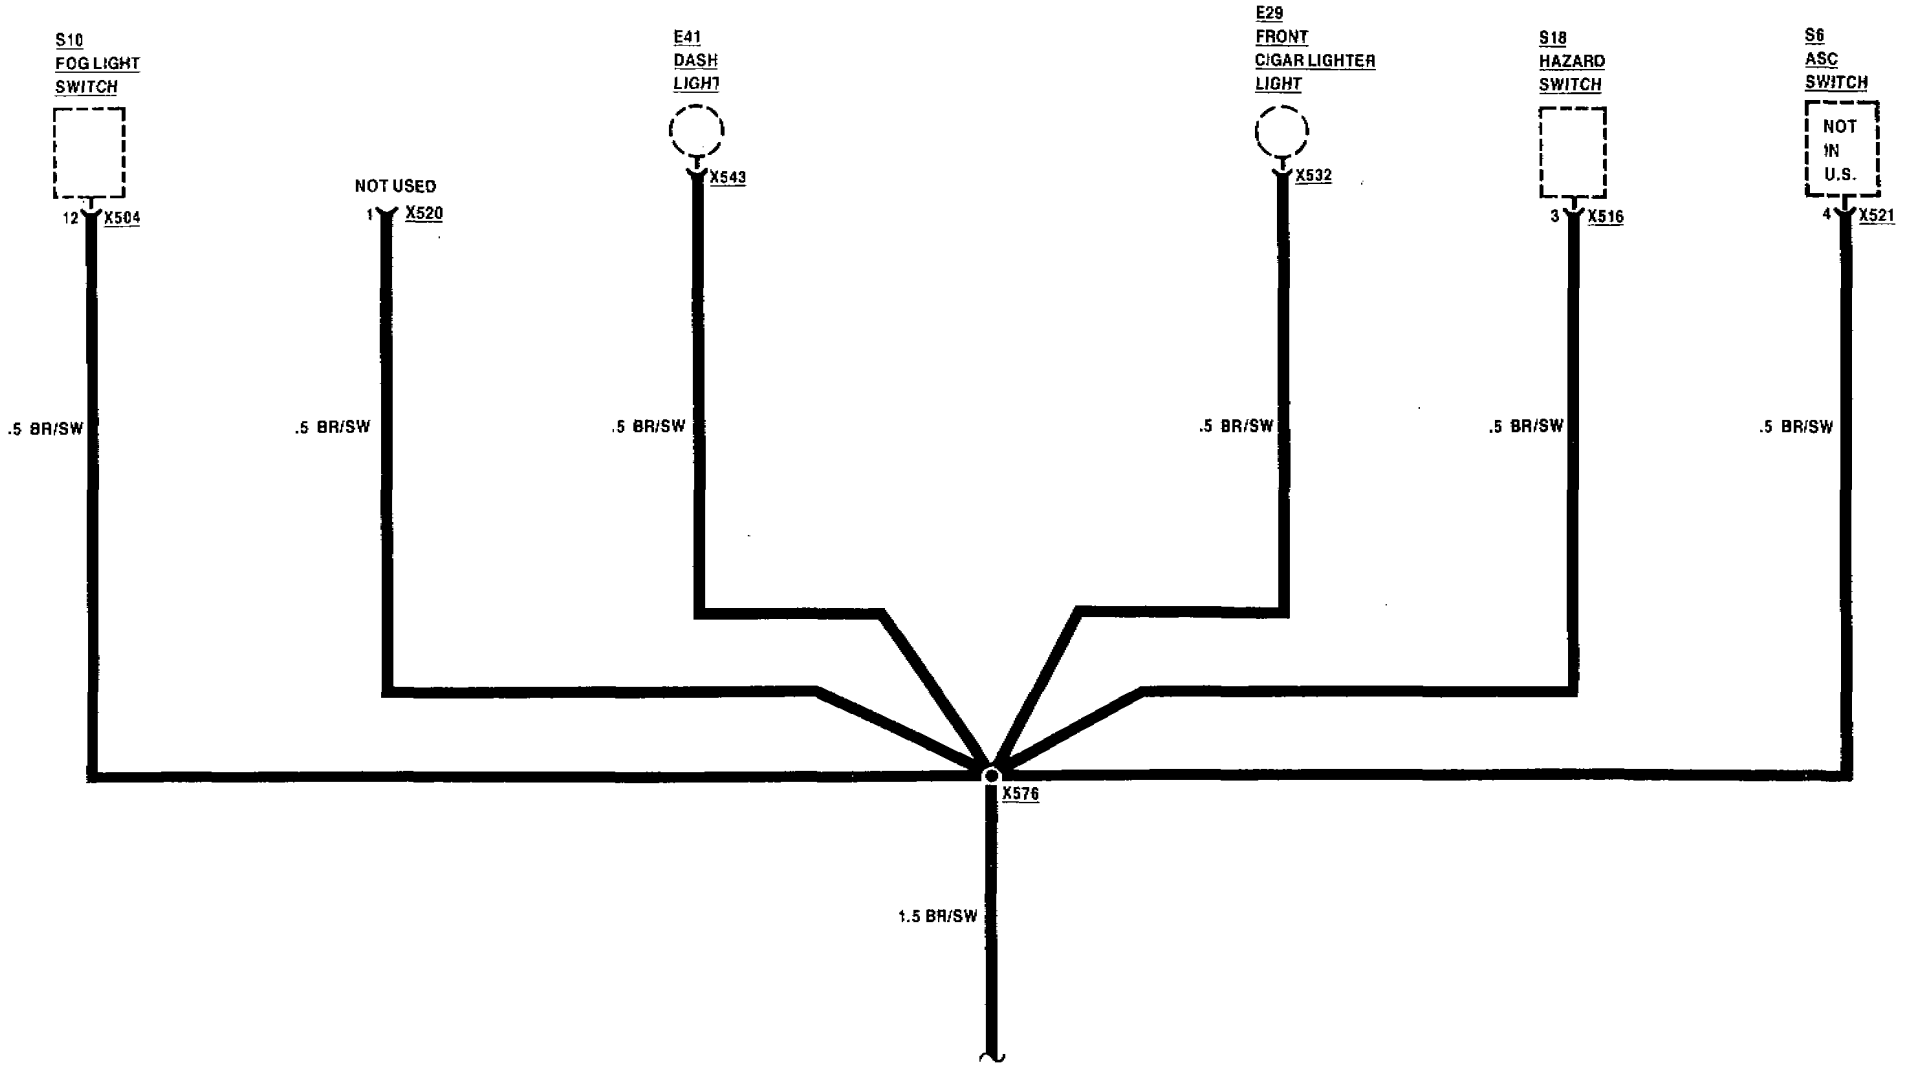 S10
FOG LIGHT
SWITCH
12
X504
.5 BR/SW
NOT USED
1
X520
.5 BR/SW
E41
DASH
LIGHT
X543
.5 BR/SW
E29
FRONT
CIGAR LIGHTER
LIGHT
X532
.5 BR/SW
S18
HAZARD
SWITCH
3
X516
.5 BR/SW
S6
ASC
SWITCH
NOT
IN
U.S.
4
X521
.5 BR/SW
X576
1.5 BR/SW